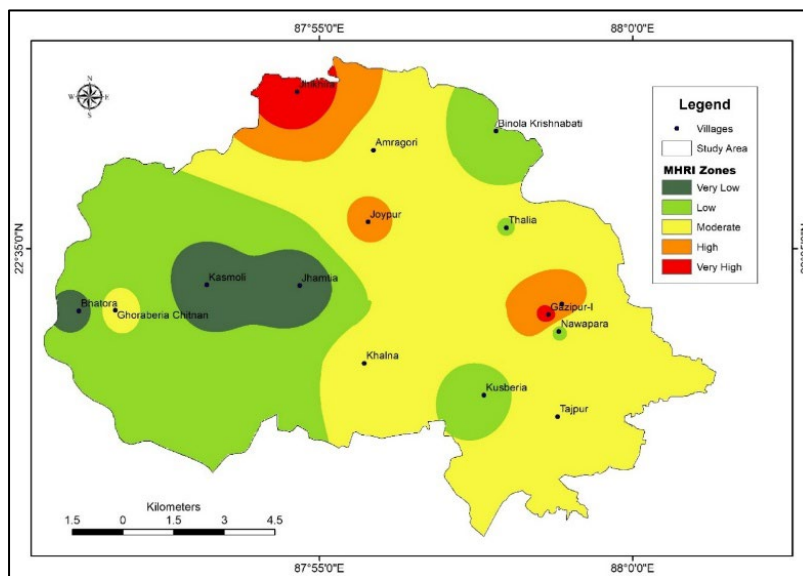 87°55'0"E
88°0'0"E
N
W
E
S
Jhikhira
Legend
Villages
Study Area
MHRI Zones
Very Low
Low
Moderate
High
Very High
Binola Krishnabati
Amragori
Joypur
Thalia
22°35'0"N
Kasmoli
Jhamtia
Bhatora
Ghoraberia Chitnan
Gazipur-I
Nawapara
Khalna
Kusberia
Tajpur
Kilometers
1.5 0 1.5 3 4.5
87°55'0"E
88°0'0"E